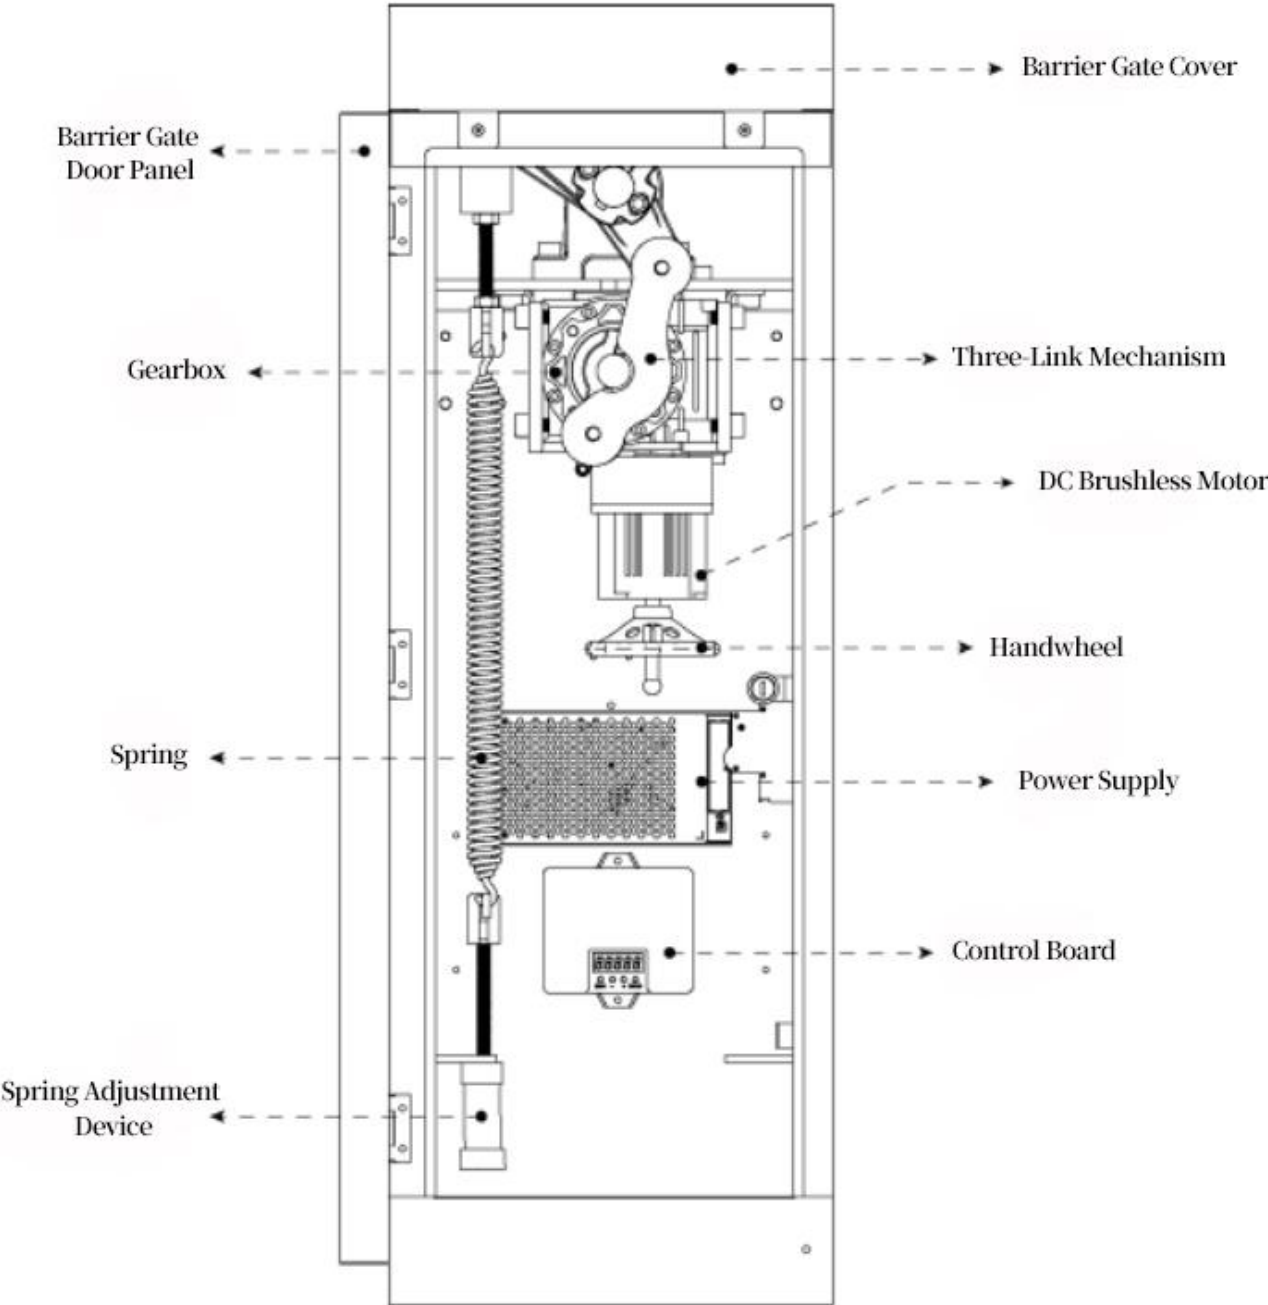 Barrier Gate Cover
Barrier Gate
Door Panel
Gearbox
Three-Link Mechanism
DC Brushless Motor
Handwheel
Spring
Power Supply
Control Board
Spring Adjustment
Device